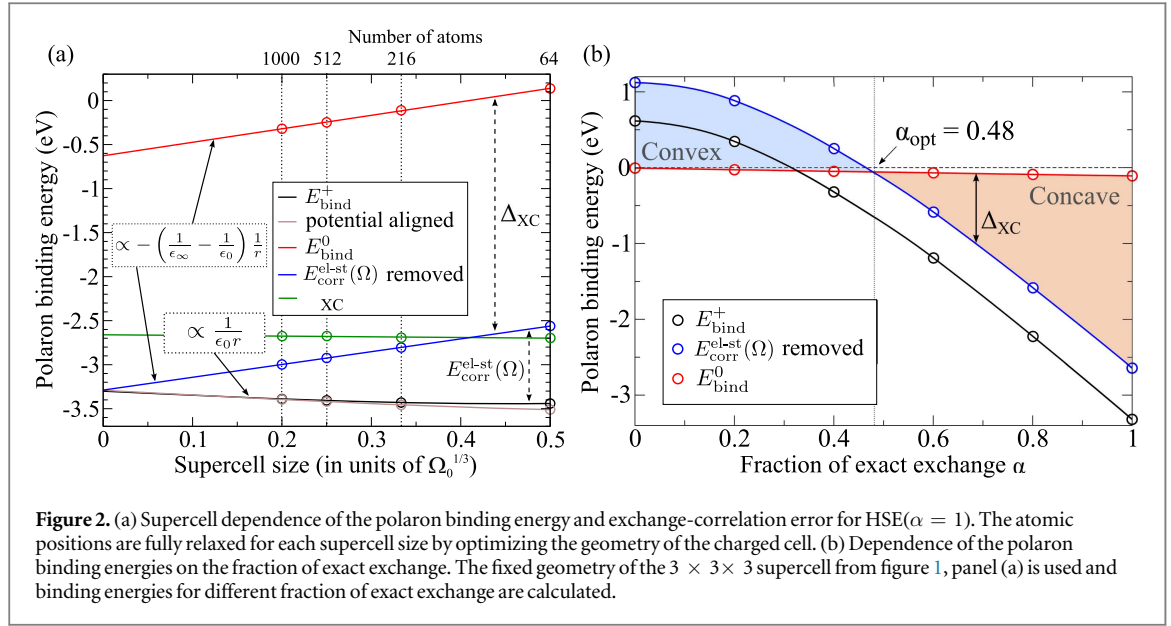 (a)
Number of atoms
1000 512 216 64
0
-0.5
-1
-1.5
-2
-2.5
-3
-3.5
Polaron binding energy (eV)
∝ − (1/ϵ∞ − 1/ϵ0) 1/r
∝ 1/ϵ0r
E+bind
potential aligned
E0bind
Eel-stcorr(Ω) removed
XC
ΔXC
Eel-stcorr(Ω)
0 0.1 0.2 0.3 0.4 0.5
Supercell size (in units of Ω0^1/3)
(b)
1
0
-1
-2
-3
Polaron binding energy (eV)
Convex
αopt = 0.48
Concave
ΔXC
E+bind
Eel-stcorr(Ω) removed
E0bind
0 0.2 0.4 0.6 0.8 1
Fraction of exact exchange α
Figure 2. (a) Supercell dependence of the polaron binding energy and exchange-correlation error for HSE(α = 1). The atomic
positions are fully relaxed for each supercell size by optimizing the geometry of the charged cell. (b) Dependence of the polaron
binding energies on the fraction of exact exchange. The fixed geometry of the 3 × 3× 3 supercell from figure 1, panel (a) is used and
binding energies for different fraction of exact exchange are calculated.